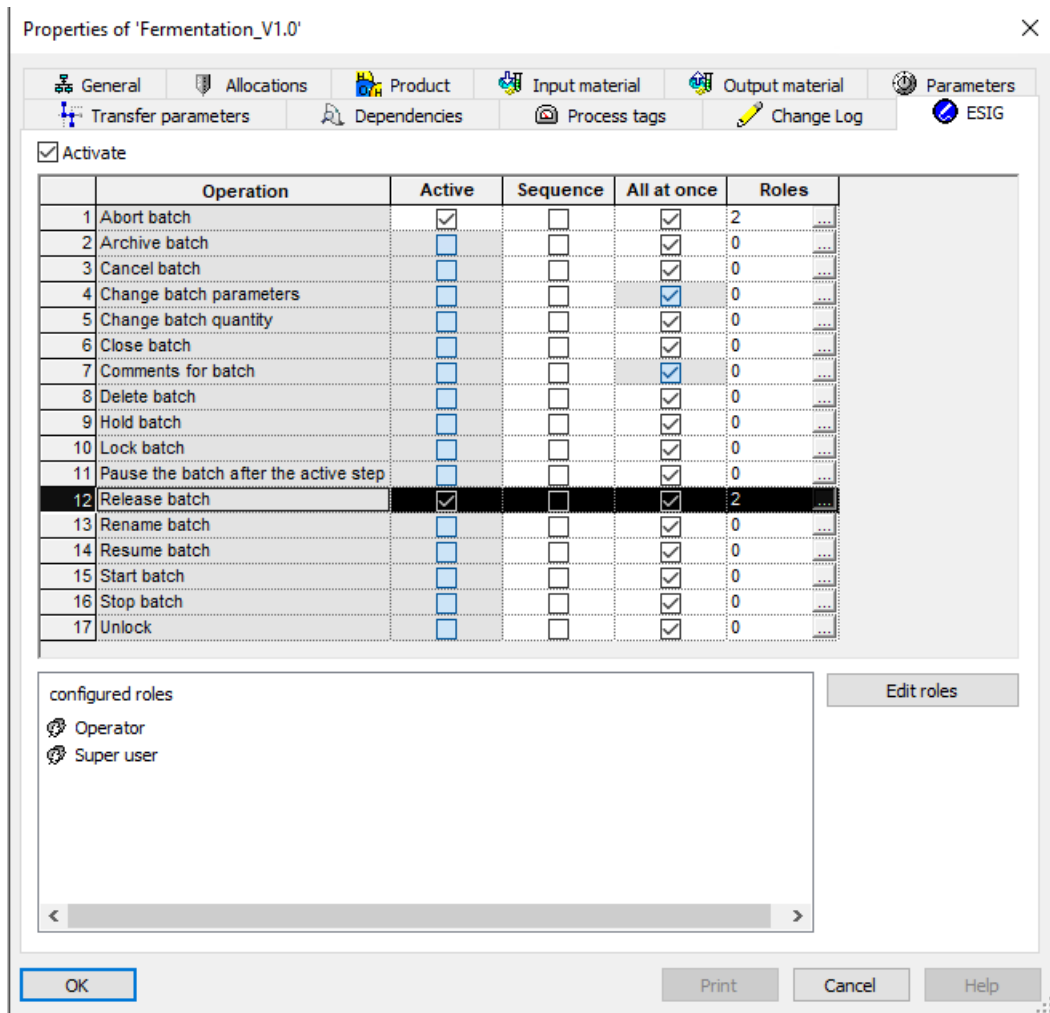 Properties of 'Fermentation_V1.0'
General Allocations Product Input material Output material Parameters
Transfer parameters Dependencies Process tags Change Log ESIG
Activate
Operation Active Sequence All at once Roles
1 Abort batch 2 ...
2 Archive batch 0 ...
3 Cancel batch 0 ...
4 Change batch parameters 0 ...
5 Change batch quantity 0 ...
6 Close batch 0 ...
7 Comments for batch 0 ...
8 Delete batch 0 ...
9 Hold batch 0 ...
10 Lock batch 0 ...
11 Pause the batch after the active step 0 ...
12 Release batch 2 ...
13 Rename batch 0 ...
14 Resume batch 0 ...
15 Start batch 0 ...
16 Stop batch 0 ...
17 Unlock 0 ...
configured roles
Edit roles
Operator
Super user
OK Print Cancel Help